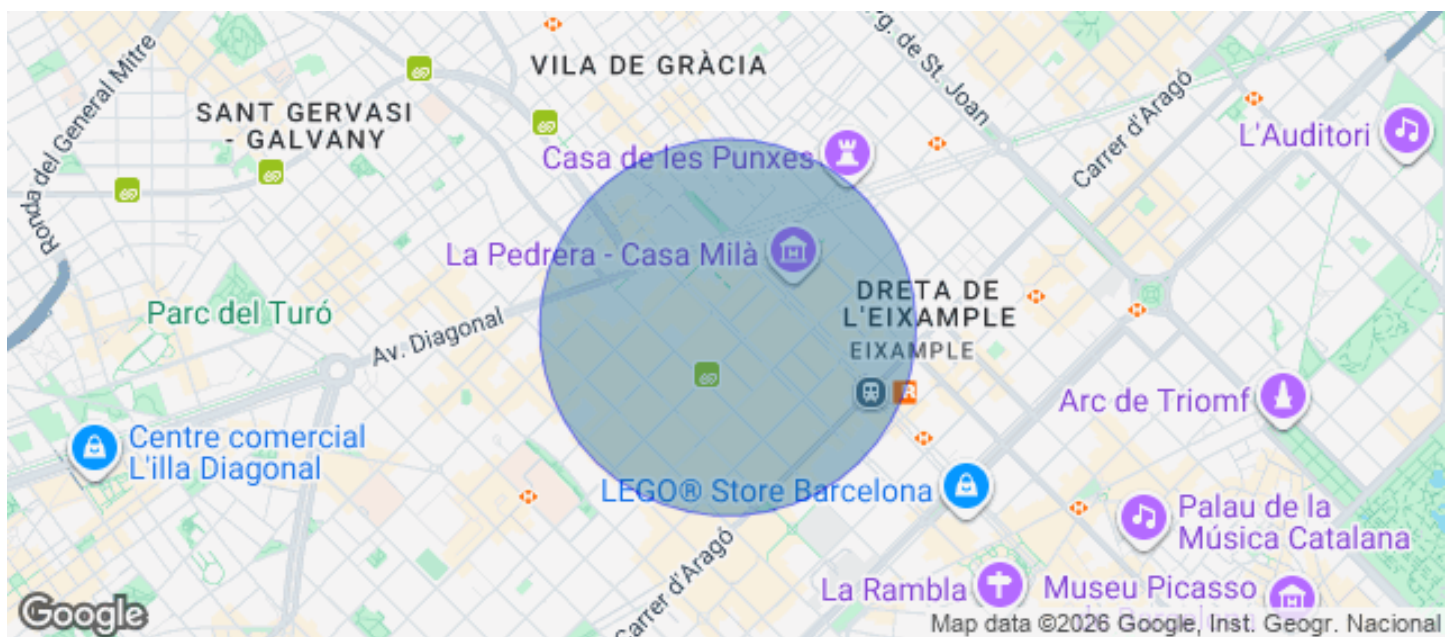 Ronda del General Mitre
VILA DE GRÀCIA
g. de St. Joan
SANT GERVASI
- GALVANY
Carrer d'Aragó
L'Auditori
Casa de les Punxes
La Pedrera - Casa Milà
DRETA DE
L'EIXAMPLE
EIXAMPLE
Parc del Turó
Av. Diagonal
Arc de Triomf
Centre comercial
L'illa Diagonal
LEGO® Store Barcelona
Palau de la
Música Catalana
Carrer d'Aragó
La Rambla
Museu Picasso
Google
Map data ©2026 Google, Inst. Geogr. Nacional